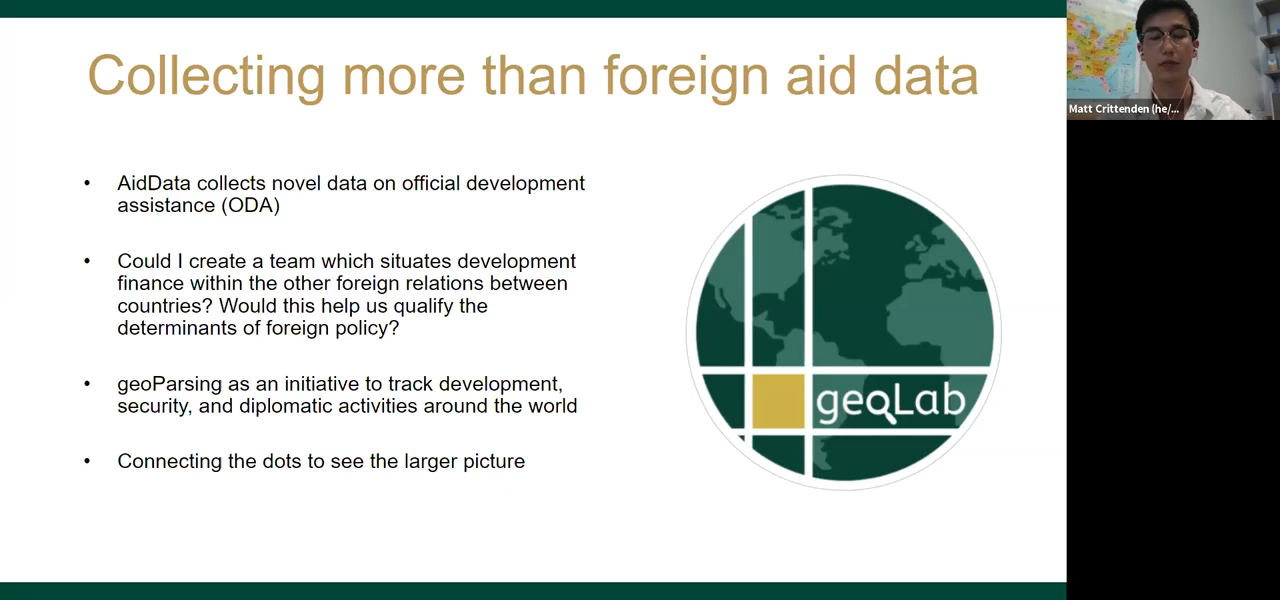 Collecting more than foreign aid data
• AidData collects novel data on official development
assistance (ODA)
• Could I create a team which situates development
finance within the other foreign relations between
countries? Would this help us qualify the
determinants of foreign policy?
• geoParsing as an initiative to track development,
security, and diplomatic activities around the world
• Connecting the dots to see the larger picture
geoLab
Matt Crittenden (he/...